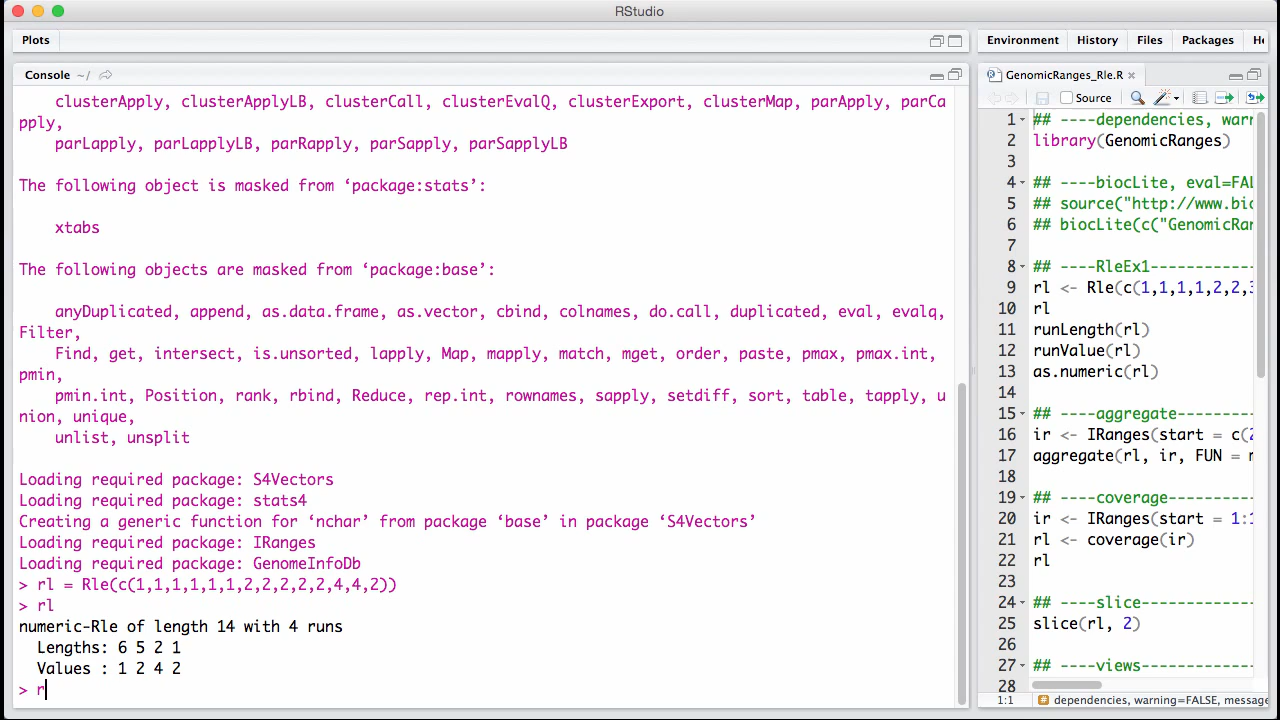 RStudio
Plots
Console ~/
clusterApply, clusterApplyLB, clusterCall, clusterEvalQ, clusterExport, clusterMap, parApply, parCa
pply,
parLapply, parLapplyLB, parRapply, parSapply, parSapplyLB
The following object is masked from ‘package:stats’:
xtabs
The following objects are masked from ‘package:base’:
anyDuplicated, append, as.data.frame, as.vector, cbind, colnames, do.call, duplicated, eval, evalq,
Filter,
Find, get, intersect, is.unsorted, lapply, Map, mapply, match, mget, order, paste, pmax, pmax.int,
pmin,
pmin.int, Position, rank, rbind, Reduce, rep.int, rownames, sapply, setdiff, sort, table, tapply, u
nion, unique,
unlist, unsplit
Loading required package: S4Vectors
Loading required package: stats4
Creating a generic function for ‘nchar’ from package ‘base’ in package ‘S4Vectors’
Loading required package: IRanges
Loading required package: GenomeInfoDb
> rl = Rle(c(1,1,1,1,1,1,2,2,2,2,2,4,4,2))
> rl
numeric-Rle of length 14 with 4 runs
Lengths: 6 5 2 1
Values : 1 2 4 2
> r
Environment History Files Packages He
GenomicRanges_Rle.R
Source
1 ## ----dependencies, warn
2 library(GenomicRanges)
3
4 ## ----biocLite, eval=FAL
5 ## source("http://www.bio
6 ## biocLite(c("GenomicRar
7
8 ## ----RleEx1------------
9 rl <- Rle(c(1,1,1,1,2,2,3
10 rl
11 runLength(rl)
12 runValue(rl)
13 as.numeric(rl)
14
15 ## ----aggregate---------
16 ir <- IRanges(start = c(2
17 aggregate(rl, ir, FUN = m
18
19 ## ----coverage----------
20 ir <- IRanges(start = 1:1
21 rl <- coverage(ir)
22 rl
23
24 ## ----slice-------------
25 slice(rl, 2)
26
27 ## ----views-------------
28
1:1 # dependencies, warning=FALSE, message